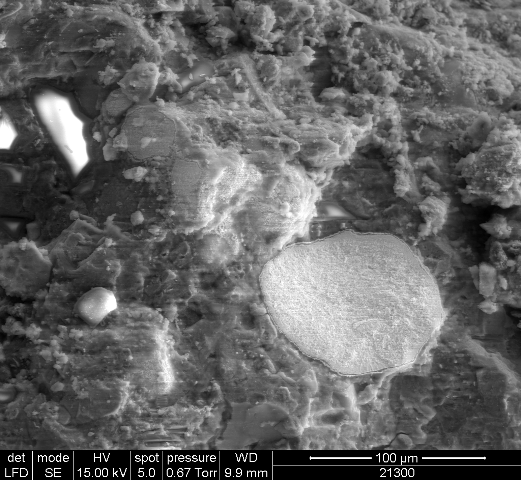 det mode HV spot pressure WD 100 µm
LFD SE 15.00 kV 5.0 0.67 Torr 9.9 mm 21300